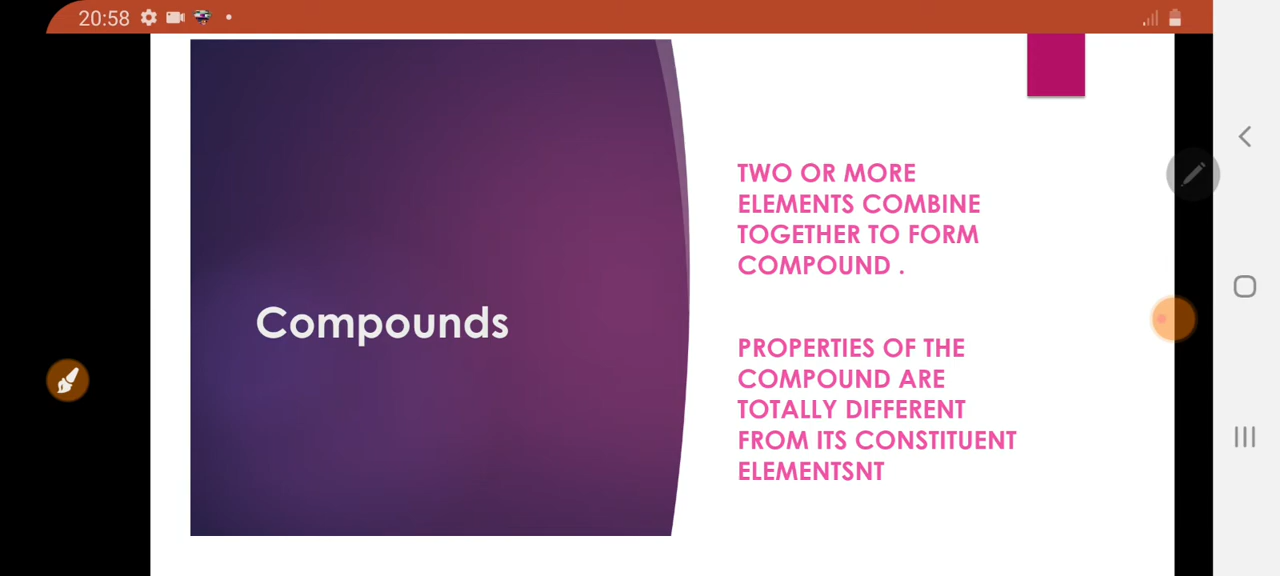 20:58
Compounds
TWO OR MORE
ELEMENTS COMBINE
TOGETHER TO FORM
COMPOUND .
PROPERTIES OF THE
COMPOUND ARE
TOTALLY DIFFERENT
FROM ITS CONSTITUENT
ELEMENTSNT